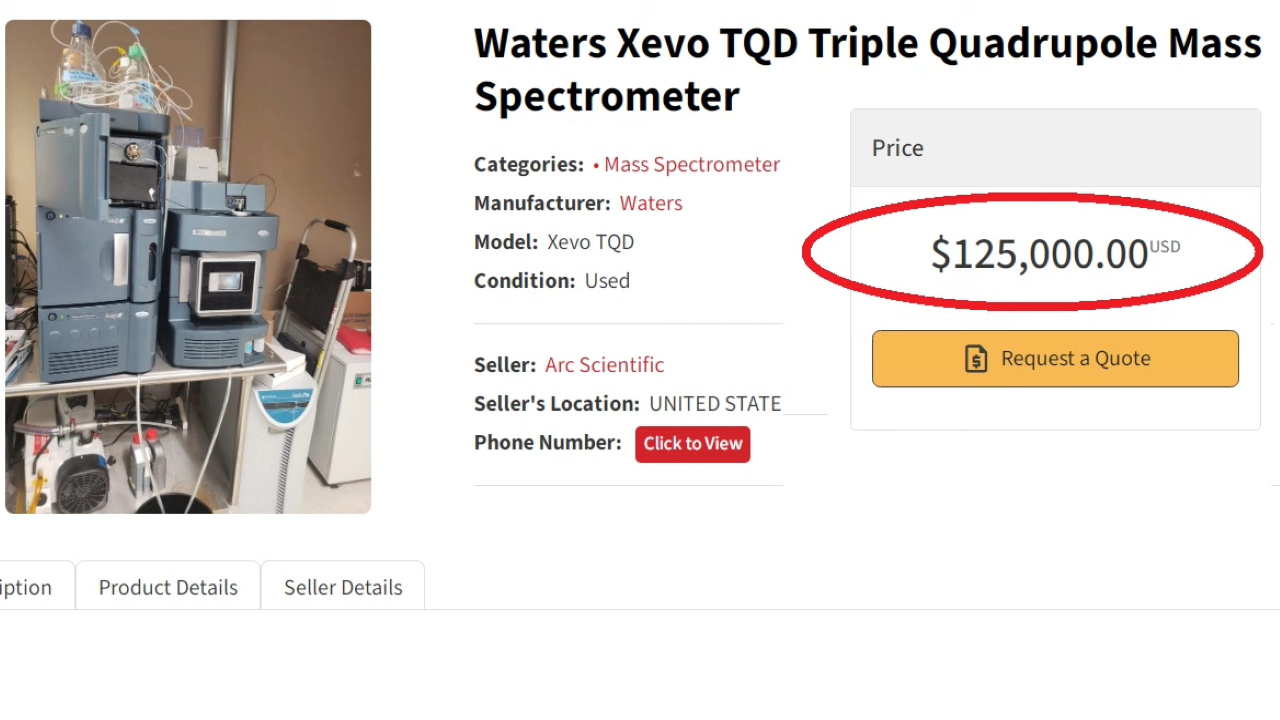 Waters Xevo TQD Triple Quadrupole Mass
Spectrometer
Categories: • Mass Spectrometer
Manufacturer: Waters
Model: Xevo TQD
Condition: Used
Price
$125,000.00USD
Request a Quote
Seller: Arc Scientific
Seller's Location: UNITED STATE
Phone Number: Click to View
iption
Product Details
Seller Details